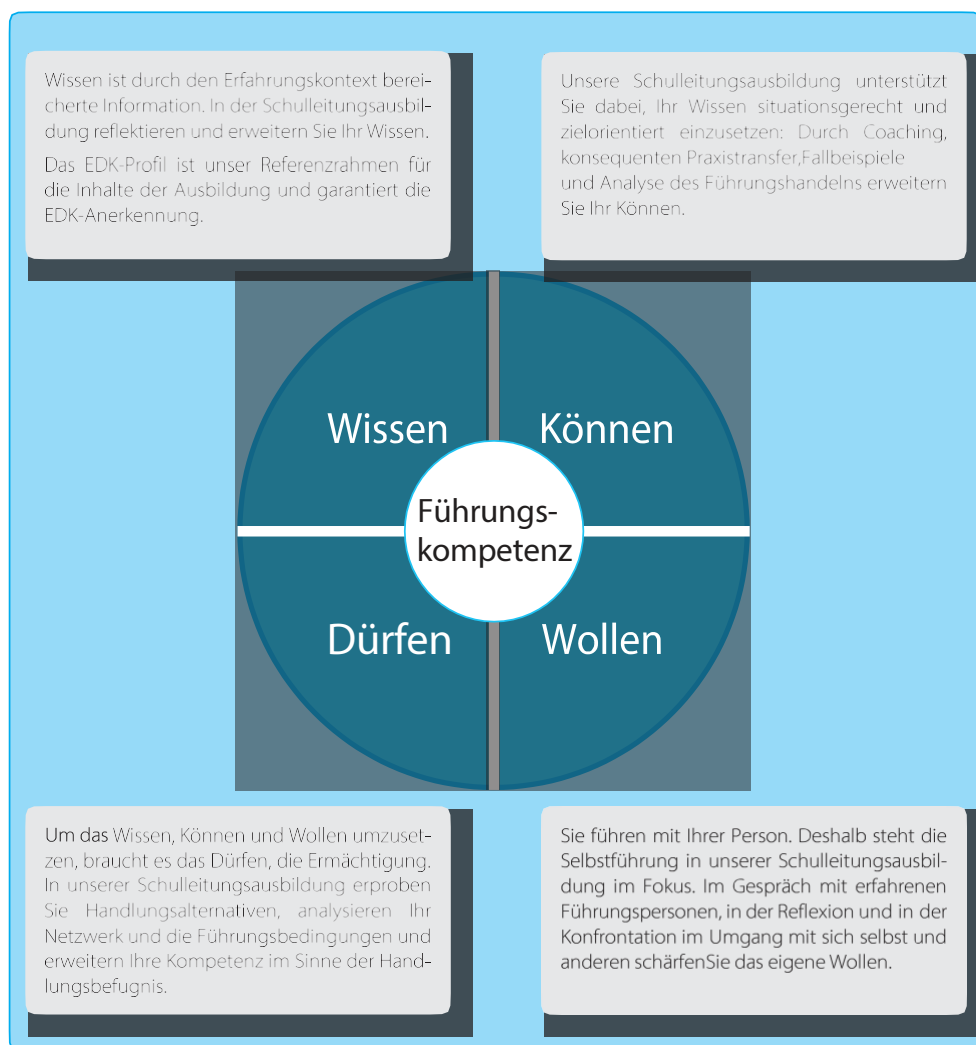 Wissen ist durch den Erfahrungskontext berei-
cherte Information. In der Schulleitungsausbil-
dung reflektieren und erweitern Sie Ihr Wissen.
Das EDK-Profil ist unser Referenzrahmen für
die Inhalte der Ausbildung und garantiert die
EDK-Anerkennung.
Unsere Schulleitungsausbildung unterstützt
Sie dabei, Ihr Wissen situationsgerecht und
zielorientiert einzusetzen: Durch Coaching,
konsequenten Praxistransfer,Fallbeispiele
und Analyse des Führungshandelns erweitern
Sie Ihr Können.
Wissen
Können
Führungs-
kompetenz
Dürfen
Wollen
Um das Wissen, Können und Wollen umzuset-
zen, braucht es das Dürfen, die Ermächtigung.
In unserer Schulleitungsausbildung erproben
Sie Handlungsalternativen, analysieren Ihr
Netzwerk und die Führungsbedingungen und
erweitern Ihre Kompetenz im Sinne der Hand-
lungsbefugnis.
Sie führen mit Ihrer Person. Deshalb steht die
Selbstführung in unserer Schulleitungsausbil-
dung im Fokus. Im Gespräch mit erfahrenen
Führungspersonen, in der Reflexion und in der
Konfrontation im Umgang mit sich selbst und
anderen schärfenSie das eigene Wollen.